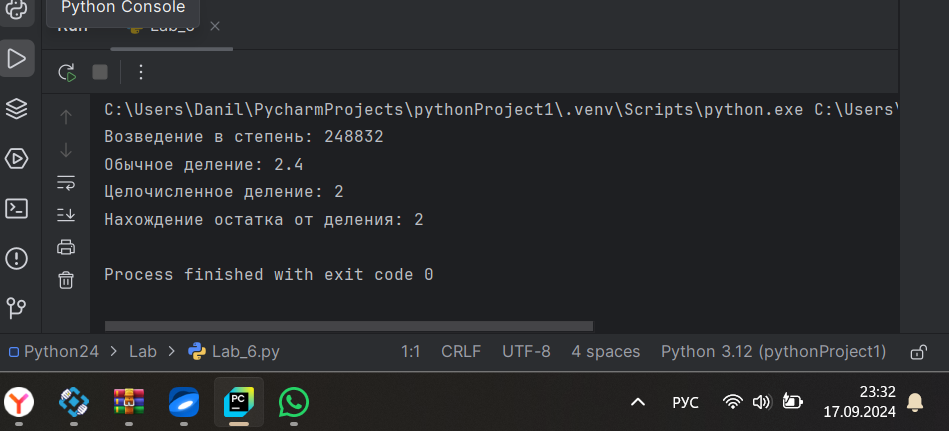 Python Console
Run Lab_6
C:\Users\Danil\PycharmProjects\pythonProject1\.venv\Scripts\python.exe C:\Users\
Возведение в степень: 248832
Обычное деление: 2.4
Целочисленное деление: 2
Нахождение остатка от деления: 2
Process finished with exit code 0
Python24 > Lab > Lab_6.py 1:1 CRLF UTF-8 4 spaces Python 3.12 (pythonProject1)
PC
РУС
23:32
17.09.2024